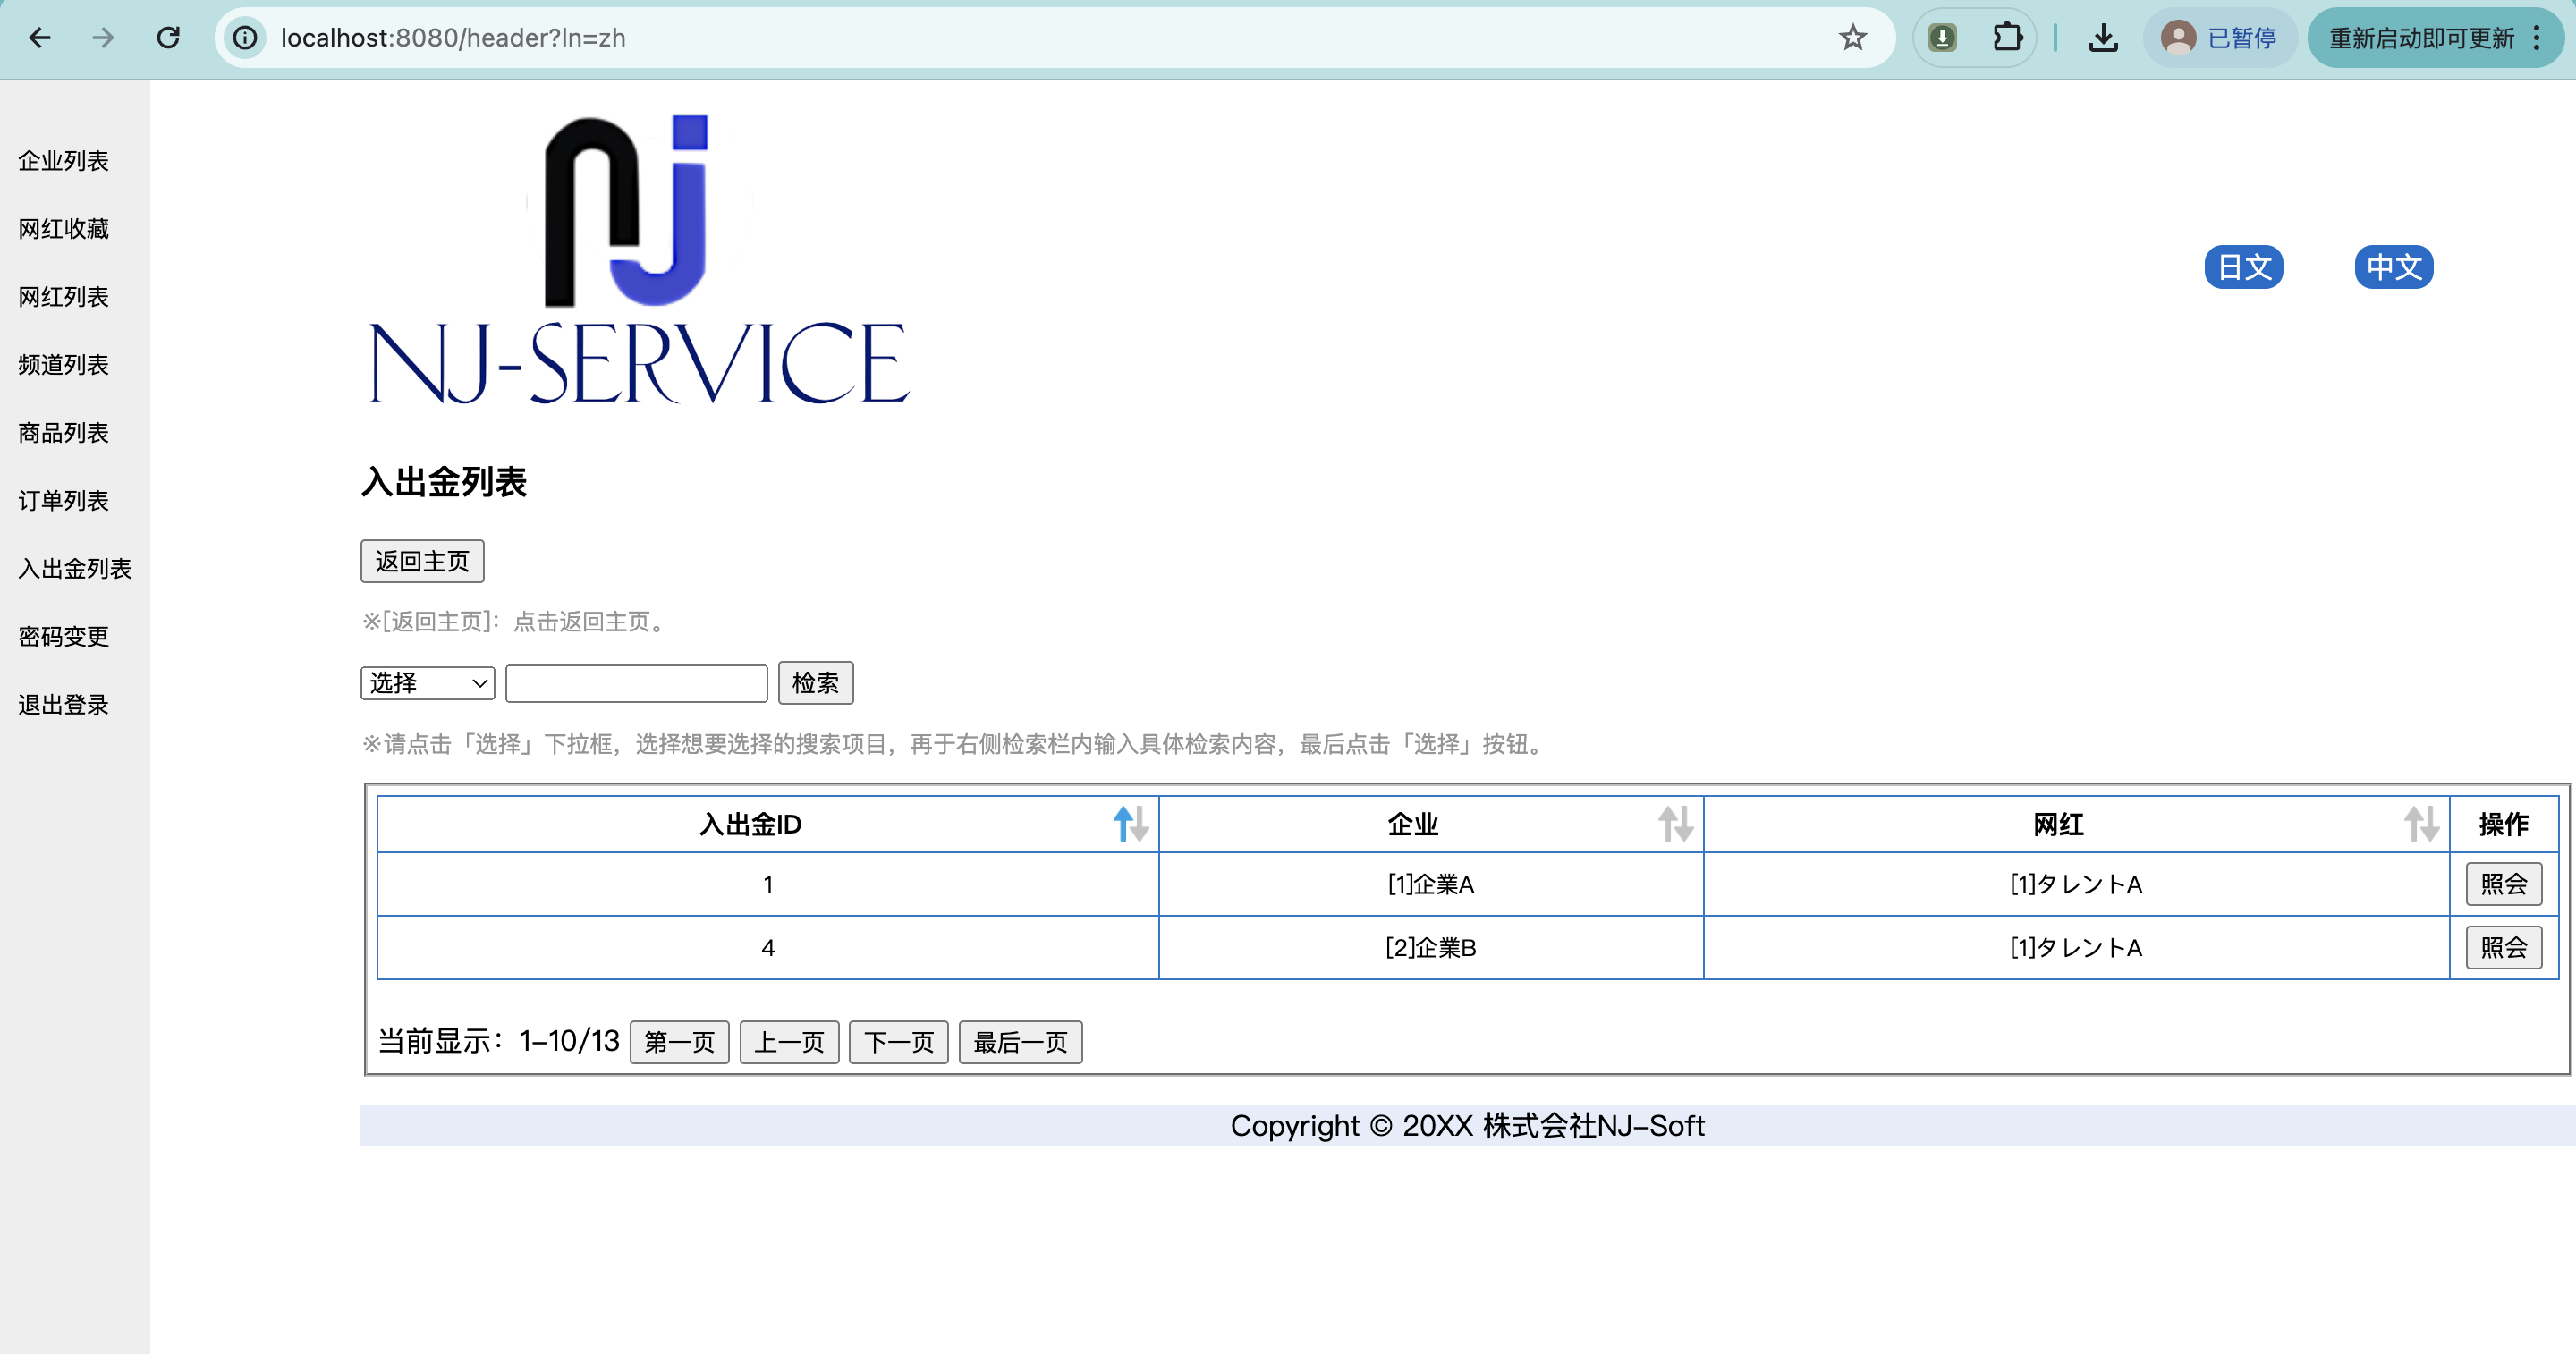 localhost:8080/header?ln=zh
已暂停
重新启动即可更新
企业列表
网红收藏
网红列表
频道列表
商品列表
订单列表
入出金列表
密码变更
退出登录
nj
NJ-SERVICE
日文
中文
入出金列表
返回主页
※[返回主页]：点击返回主页。
选择
检索
※请点击「选择」下拉框，选择想要选择的搜索项目，再于右侧检索栏内输入具体检索内容，最后点击「选择」按钮。
入出金ID 企业 网红 操作
1 [1]企業A [1]タレントA 照会
4 [2]企業B [1]タレントA 照会
当前显示：1-10/13 第一页 上一页 下一页 最后一页
Copyright © 20XX 株式会社NJ-Soft